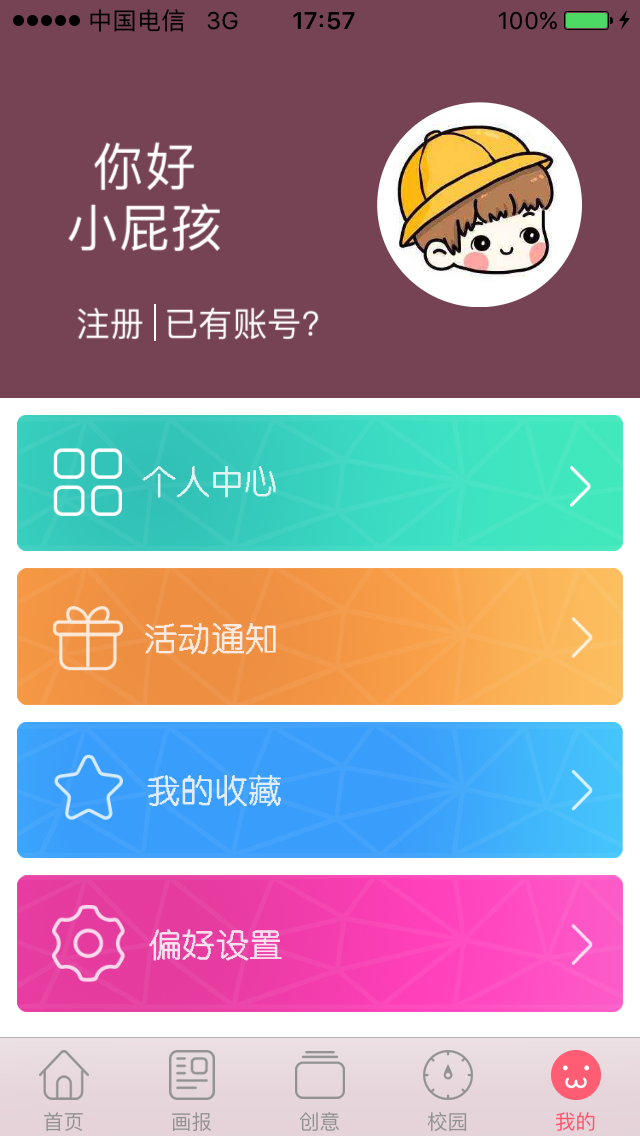 中国电信 3G 17:57 100%
你好
小屁孩
注册 | 已有账号?
个人中心
活动通知
我的收藏
偏好设置
首页 画报 创意 校园 我的